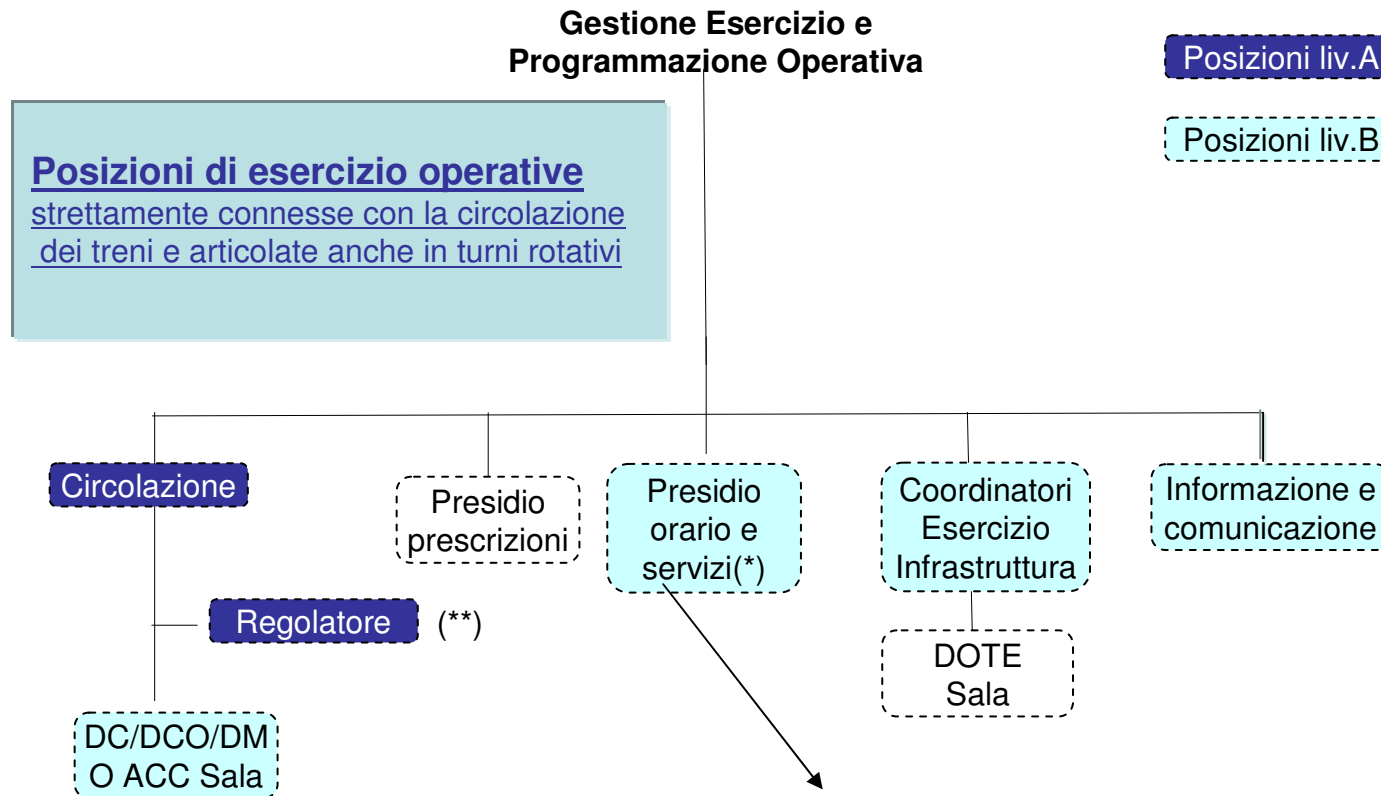 Gestione Esercizio e
Programmazione Operativa
Posizioni liv.A
Posizioni liv.B
Posizioni di esercizio operative
strettamente connesse con la circolazione
dei treni e articolate anche in turni rotativi
Circolazione
Presidio
prescrizioni
Presidio
orario e
servizi(*)
Coordinatori
Esercizio
Infrastruttura
Informazione e
comunicazione
Regolatore (**)
DOTE
Sala
DC/DCO/DM
O ACC Sala